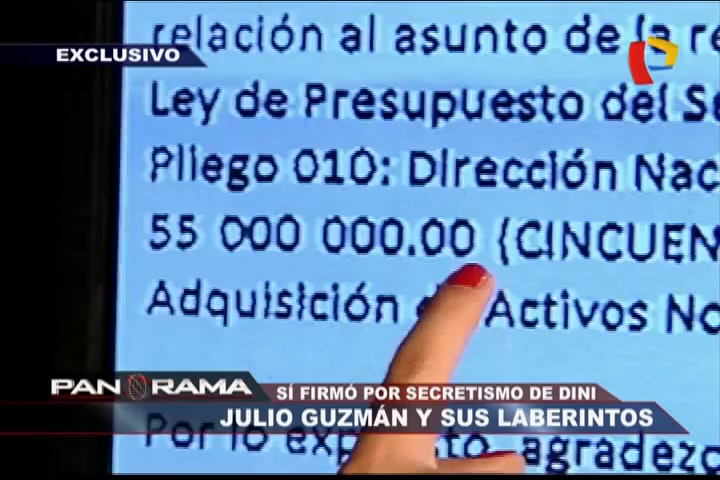 relación al asunto de la
EXCLUSIVO
Ley de Presupuesto del
Pliego 010: Dirección Nac
55 000 000.00 (CINCUEN
Adquisición Activos No
PANORAMA
SÍ FIRMÓ POR SECRETISMO DE DINI
JULIO GUZMÁN Y SUS LABERINTOS
Por lo agradezc